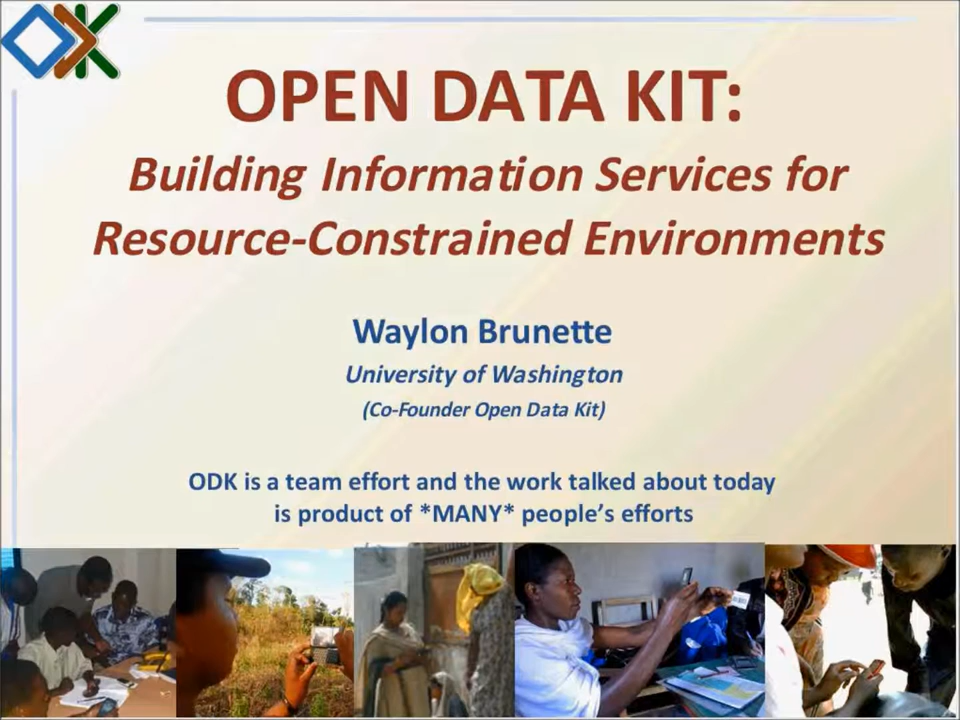 ODK
OPEN DATA KIT:
Building Information Services for
Resource-Constrained Environments
Waylon Brunette
University of Washington
(Co-Founder Open Data Kit)
ODK is a team effort and the work talked about today
is product of *MANY* people's efforts